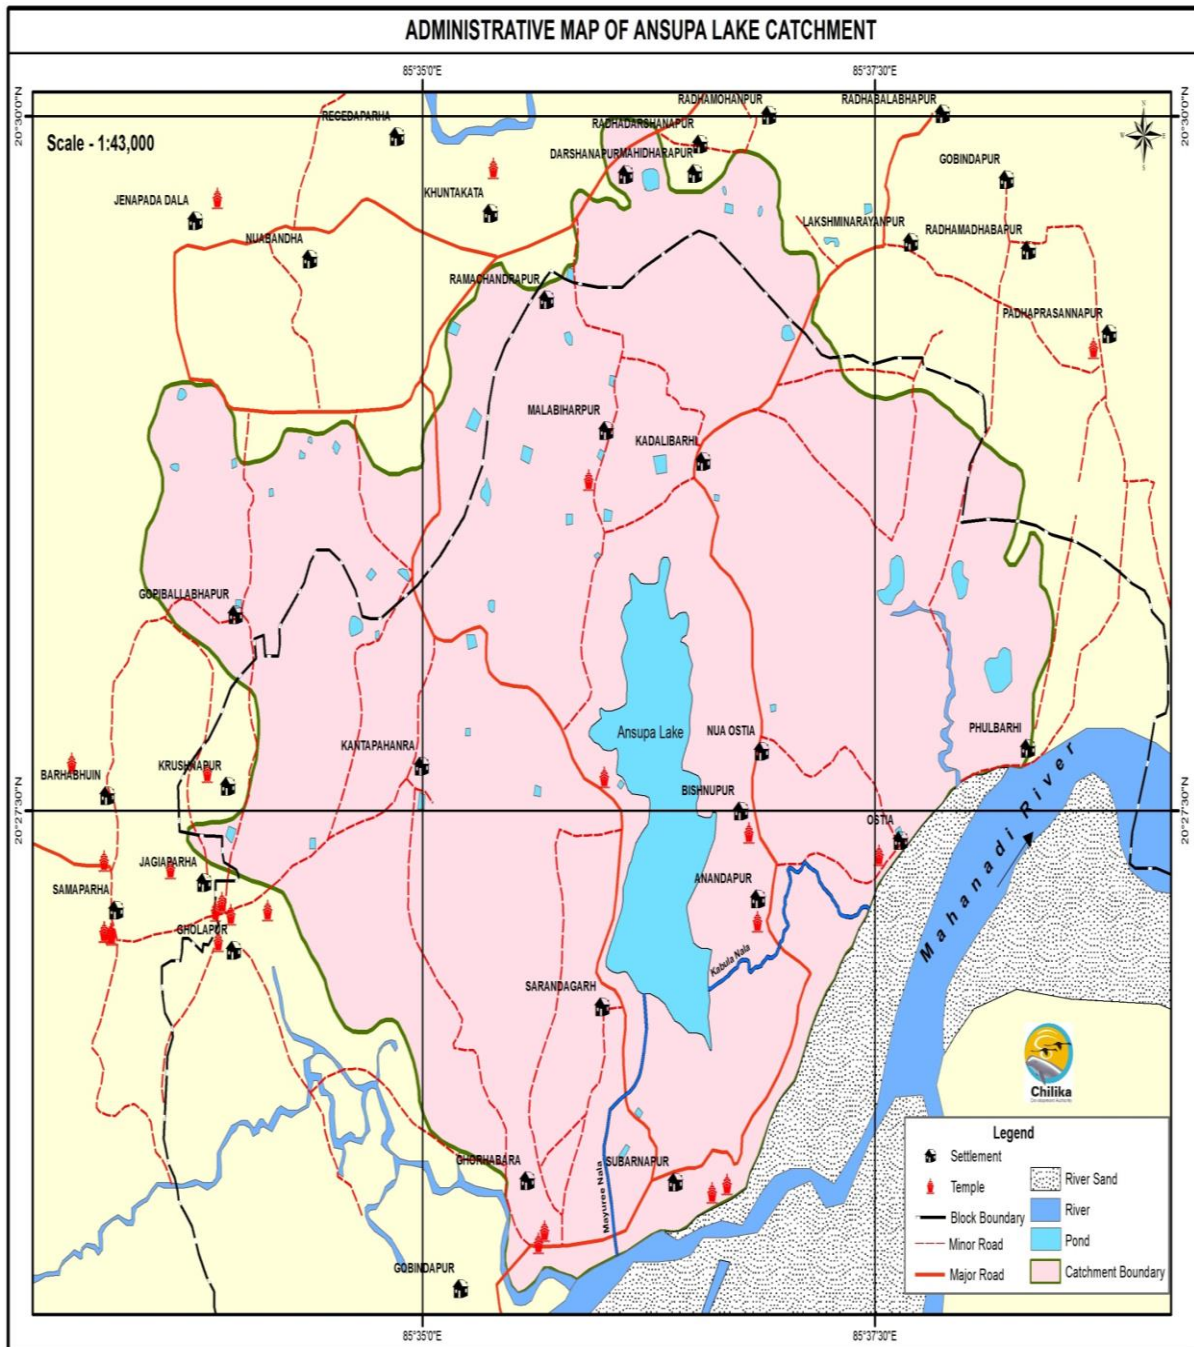 ADMINISTRATIVE MAP OF ANSUPA LAKE CATCHMENT
85°35'0"E
85°37'30"E
20°30'0"N
20°30'0"N
Scale - 1:43,000
REGEDAPARHA
RADHAMOHANPUR
RADHABALABHAPUR
RADHADARSHANAPUR
DARSHANAPUR
MAHIDHARAPUR
GOBINDAPUR
JENAPADA DALA
KHUNTAKATA
LAKSHMINARAYANPUR
RADHAMADHABAPUR
NUABANDHA
RAMACHANDRAPUR
PADHAPRASANNAPUR
MALABIHARPUR
KADALIBARHI
GOPIBALLABHAPUR
Ansupa Lake
NUA OSTIA
PHULBARHI
KANTAPAHANRA
BARHABHUIN
KRUSHNAPUR
BISHNUPUR
20°27'30"N
20°27'30"N
OSTIA
Mahanadi River
JAGIAPARHA
SAMAPARHA
ANANDAPUR
GHOLAPUR
Kabula Nala
SARANDAGARH
Chilika
GHORHABARA
SUBARNAPUR
Mayuree Nala
GOBINDAPUR
Legend
Settlement
Temple
Block Boundary
Minor Road
Major Road
River Sand
River
Pond
Catchment Boundary
85°35'0"E
85°37'30"E